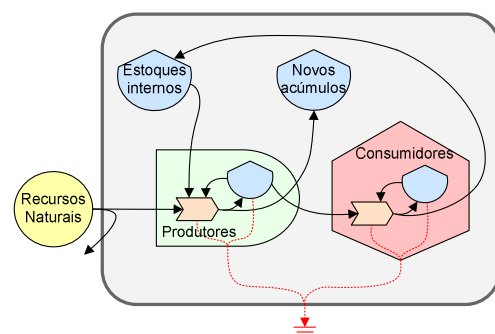 Estoques
internos
Novos
acúmulos
Consumidores
Recursos
Naturais
Produtores